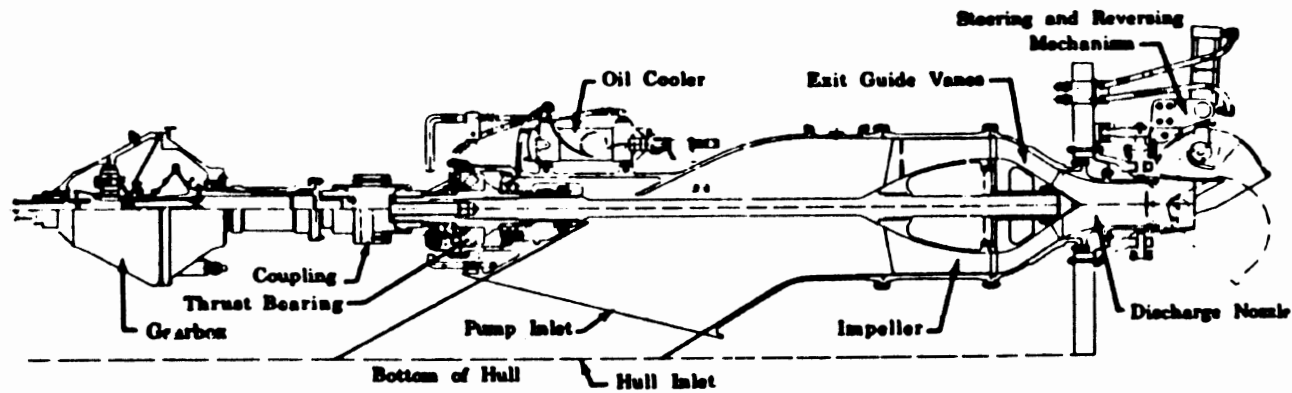 Steering and Reversing
Mechanism
Oil Cooler
Exit Guide Vanes
Coupling
Thrust Bearing
Gearbox
Pump Inlet
Impeller
Discharge Nozzle
Bottom of Hull
Hull Inlet